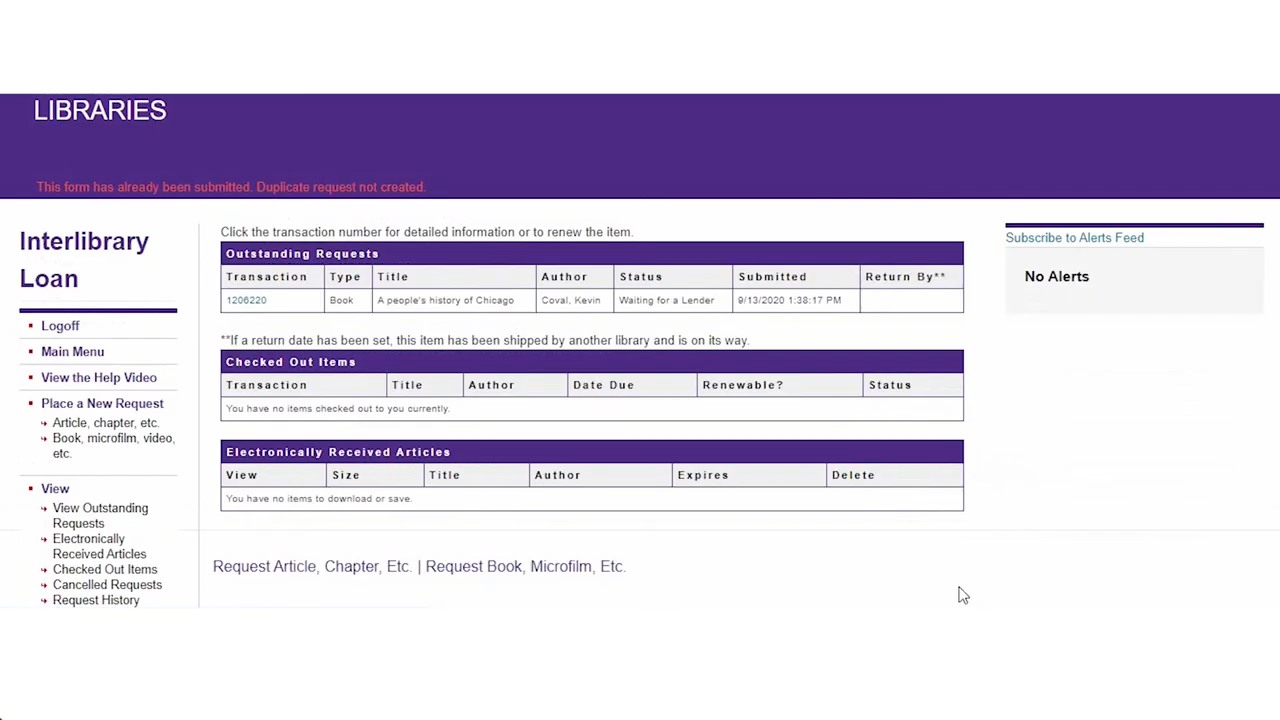 LIBRARIES
This form has already been submitted. Duplicate request not created.
Interlibrary
Loan
Logoff
Main Menu
View the Help Video
Place a New Request
Article, chapter, etc.
Book, microfilm, video,
etc.
View
View Outstanding
Requests
Electronically
Received Articles
Checked Out Items
Cancelled Requests
Request History
Click the transaction number for detailed information or to renew the item.
Outstanding Requests
Transaction Type Title Author Status Submitted Return By**
1206220 Book A people's history of Chicago Coval, Kevin Waiting for a Lender 9/13/2020 1:38:17 PM
**If a return date has been set, this item has been shipped by another library and is on its way.
Checked Out Items
Transaction Title Author Date Due Renewable? Status
You have no items checked out to you currently.
Electronically Received Articles
View Size Title Author Expires Delete
You have no items to download or save.
Request Article, Chapter, Etc. | Request Book, Microfilm, Etc.
Subscribe to Alerts Feed
No Alerts